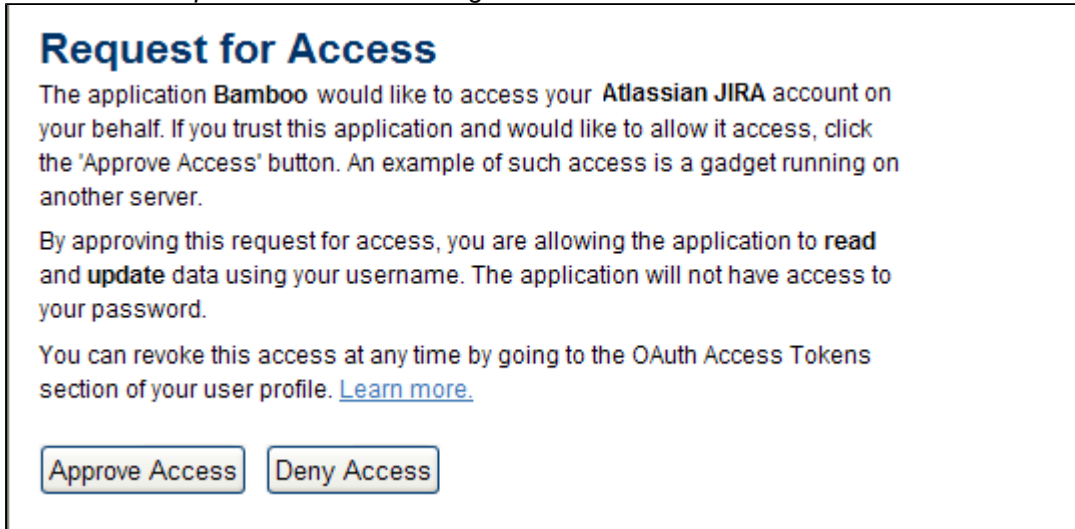 Request for Access
The application Bamboo would like to access your Atlassian JIRA account on
your behalf. If you trust this application and would like to allow it access, click
the 'Approve Access' button. An example of such access is a gadget running on
another server.
By approving this request for access, you are allowing the application to read
and update data using your username. The application will not have access to
your password.
You can revoke this access at any time by going to the OAuth Access Tokens
section of your user profile. Learn more.
Approve Access Deny Access